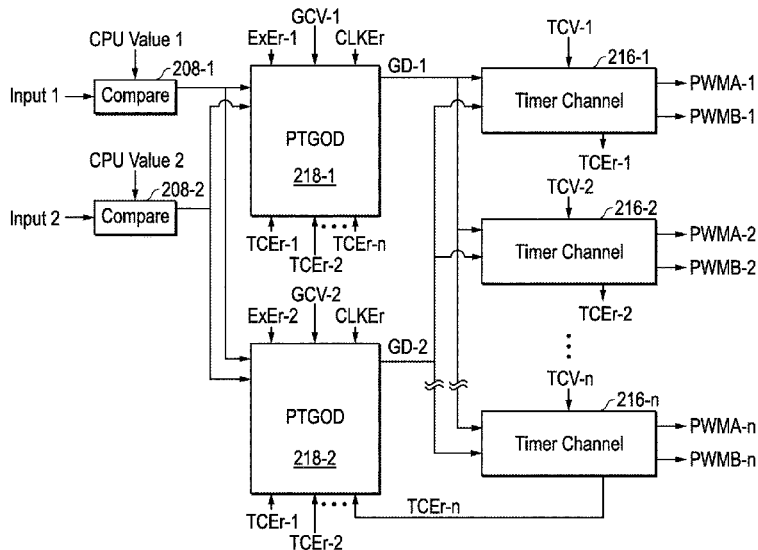 GCV-1
TCV-1
CPU Value 1
ExEr-1
CLKEr
GD-1
208-1
216-1
Input 1
Compare
Timer Channel
PWMA-1
PWMB-1
PTGOD
218-1
TCEr-1
CPU Value 2
208-2
TCV-2
216-2
Input 2
Compare
Timer Channel
PWMA-2
PWMB-2
TCEr-1
TCEr-n
TCEr-2
TCEr-2
GCV-2
ExEr-2
CLKEr
GD-2
TCV-n
216-n
PTGOD
218-2
Timer Channel
PWMA-n
PWMB-n
TCEr-1
TCEr-2
TCEr-n